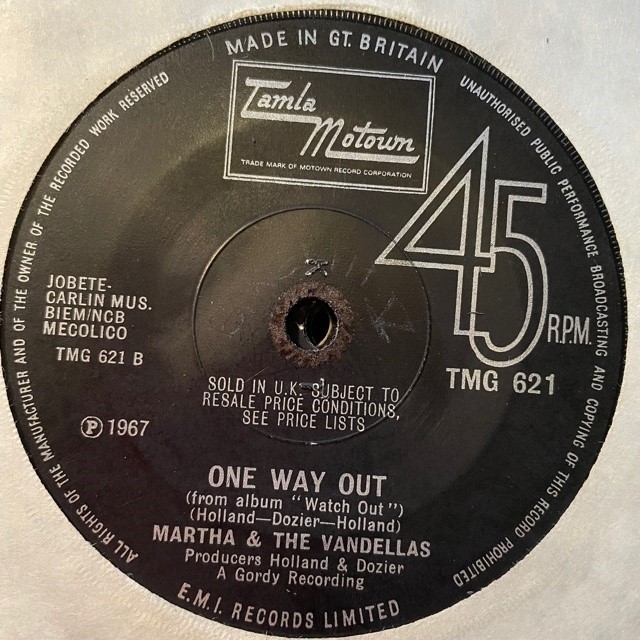 MADE IN GT. BRITAIN
UNAUTHORISED PUBLIC PERFORMANCE BROADCASTING AND COPYING OF THIS RECORD PROHIBITED
ALL RIGHTS OF THE MANUFACTURER AND OF THE OWNER OF THE RECORDED WORK RESERVED
Tamla
Motown
TRADE MARK OF MOTOWN RECORD CORPORATION
45
R.P.M.
TMG 621
JOBETE-
CARLIN MUS.
BIEM/NCB
MECOLICO
TMG 621 B
Ⓟ 1967
SOLD IN U.K. SUBJECT TO
RESALE PRICE CONDITIONS,
SEE PRICE LISTS
ONE WAY OUT
(from album "Watch Out")
(Holland—Dozier—Holland)
MARTHA & THE VANDELLAS
Producers Holland & Dozier
A Gordy Recording
E.M.I. RECORDS LIMITED